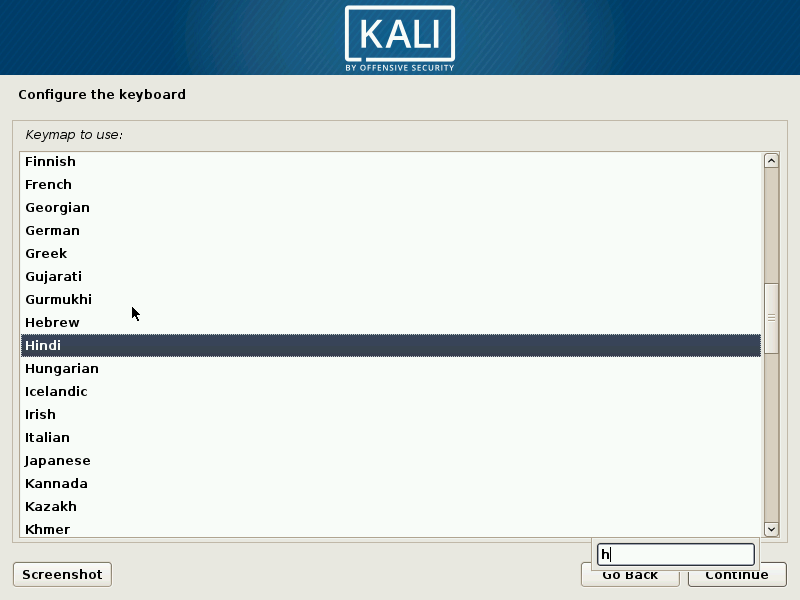 KALI
BY OFFENSIVE SECURITY
Configure the keyboard
Keymap to use:
Finnish
French
Georgian
German
Greek
Gujarati
Gurmukhi
Hebrew
Hindi
Hungarian
Icelandic
Irish
Italian
Japanese
Kannada
Kazakh
Khmer
h
Screenshot
Go Back
Continue